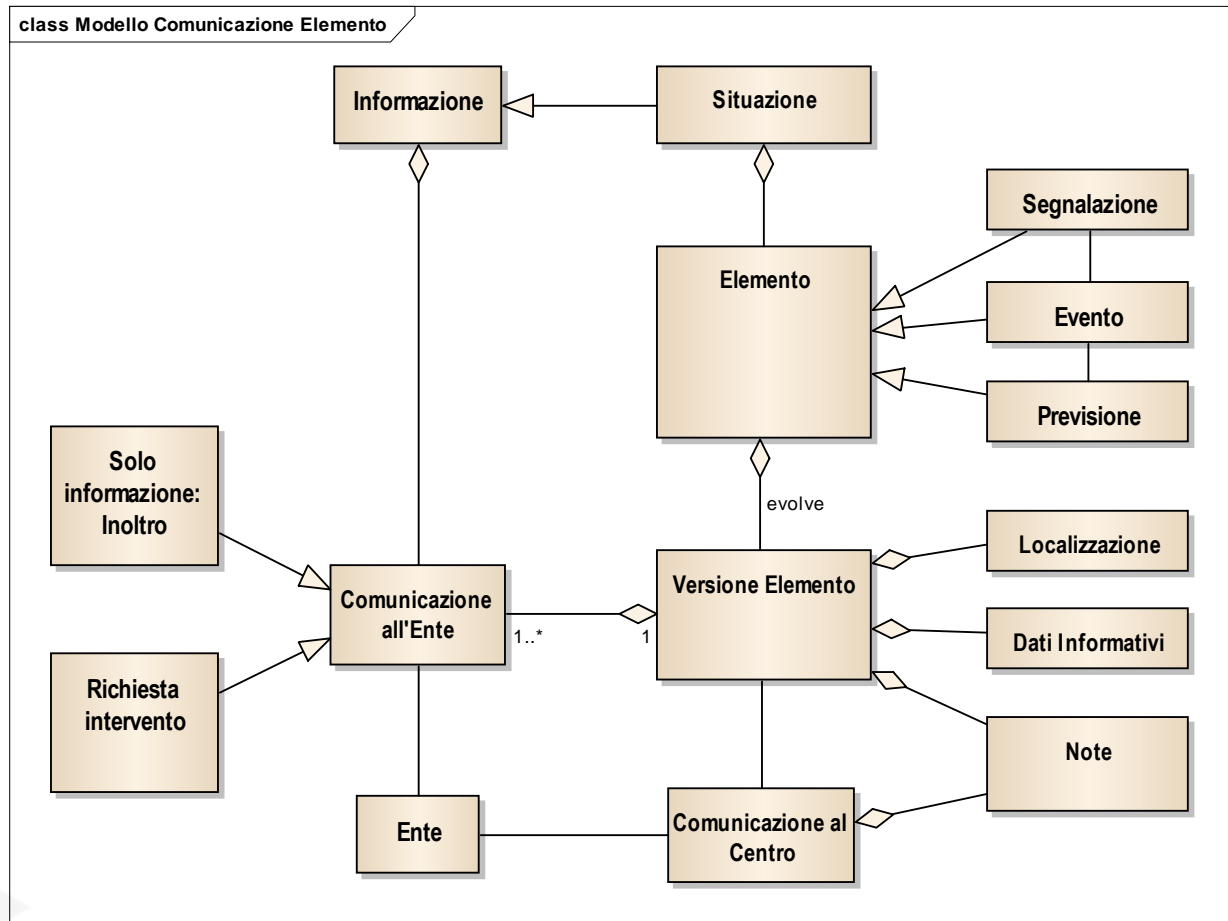 class Modello Comunicazione Elemento
Informazione
Situazione
Segnalazione
Elemento
Evento
Previsione
Solo
informazione:
Inoltro
evolve
Localizzazione
Versione Elemento
Comunicazione
all'Ente
1..*
1
Dati Informativi
Richiesta
intervento
Note
Ente
Comunicazione al
Centro